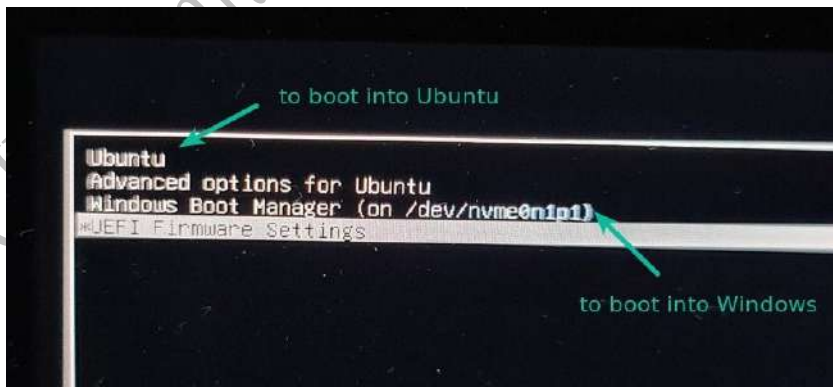 to boot into Ubuntu
Ubuntu
Advanced options for Ubuntu
Windows Boot Manager (on /dev/nvme0n1p1)
*UEFI Firmware Settings
to boot into Windows